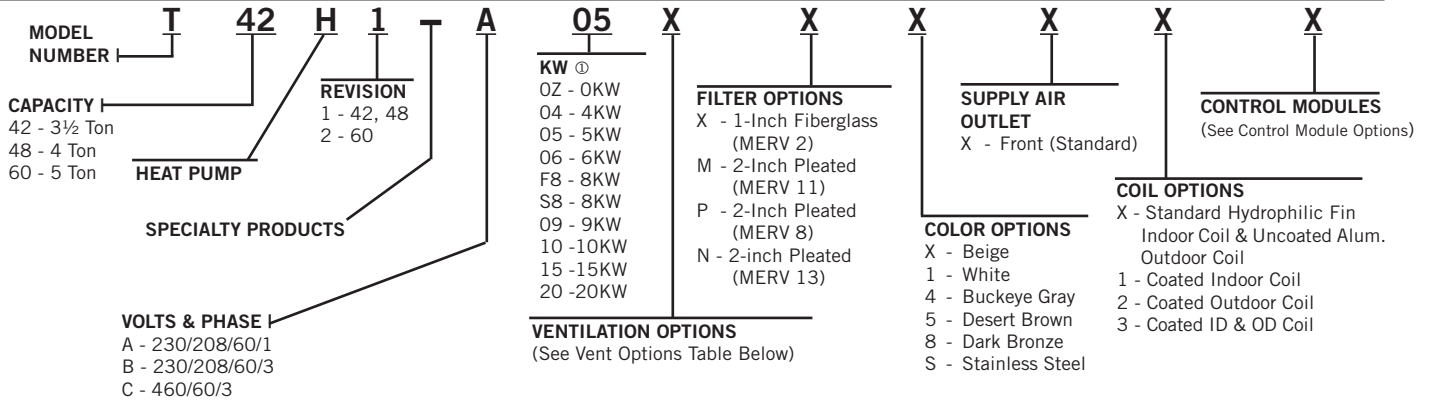 T 42 H 1 – A 05 X X X X X X
MODEL
NUMBER
CAPACITY
42 - 3½ Ton
48 - 4 Ton
60 - 5 Ton
HEAT PUMP
REVISION
1 - 42, 48
2 - 60
SPECIALTY PRODUCTS
VOLTS & PHASE
A - 230/208/60/1
B - 230/208/60/3
C - 460/60/3
KW ①
0Z - 0KW
04 - 4KW
05 - 5KW
06 - 6KW
F8 - 8KW
S8 - 8KW
09 - 9KW
10 -10KW
15 -15KW
20 -20KW
VENTILATION OPTIONS
(See Vent Options Table Below)
FILTER OPTIONS
X - 1-Inch Fiberglass
(MERV 2)
M - 2-Inch Pleated
(MERV 11)
P - 2-Inch Pleated
(MERV 8)
N - 2-inch Pleated
(MERV 13)
COLOR OPTIONS
X - Beige
1 - White
4 - Buckeye Gray
5 - Desert Brown
8 - Dark Bronze
S - Stainless Steel
SUPPLY AIR
OUTLET
X - Front (Standard)
COIL OPTIONS
X - Standard Hydrophilic Fin
Indoor Coil & Uncoated Alum.
Outdoor Coil
1 - Coated Indoor Coil
2 - Coated Outdoor Coil
3 - Coated ID & OD Coil
CONTROL MODULES
(See Control Module Options)